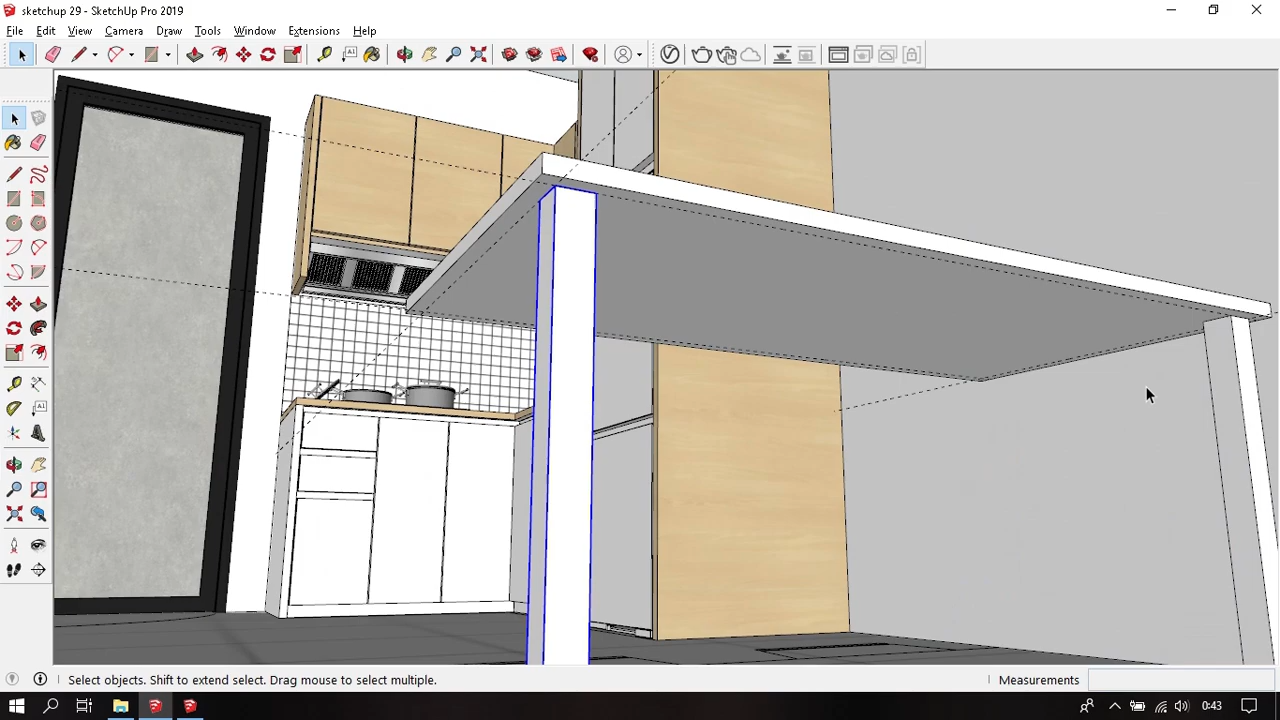 sketchup 29 - SketchUp Pro 2019
File Edit View Camera Draw Tools Window Extensions Help
Select objects. Shift to extend select. Drag mouse to select multiple.
Measurements
0:43